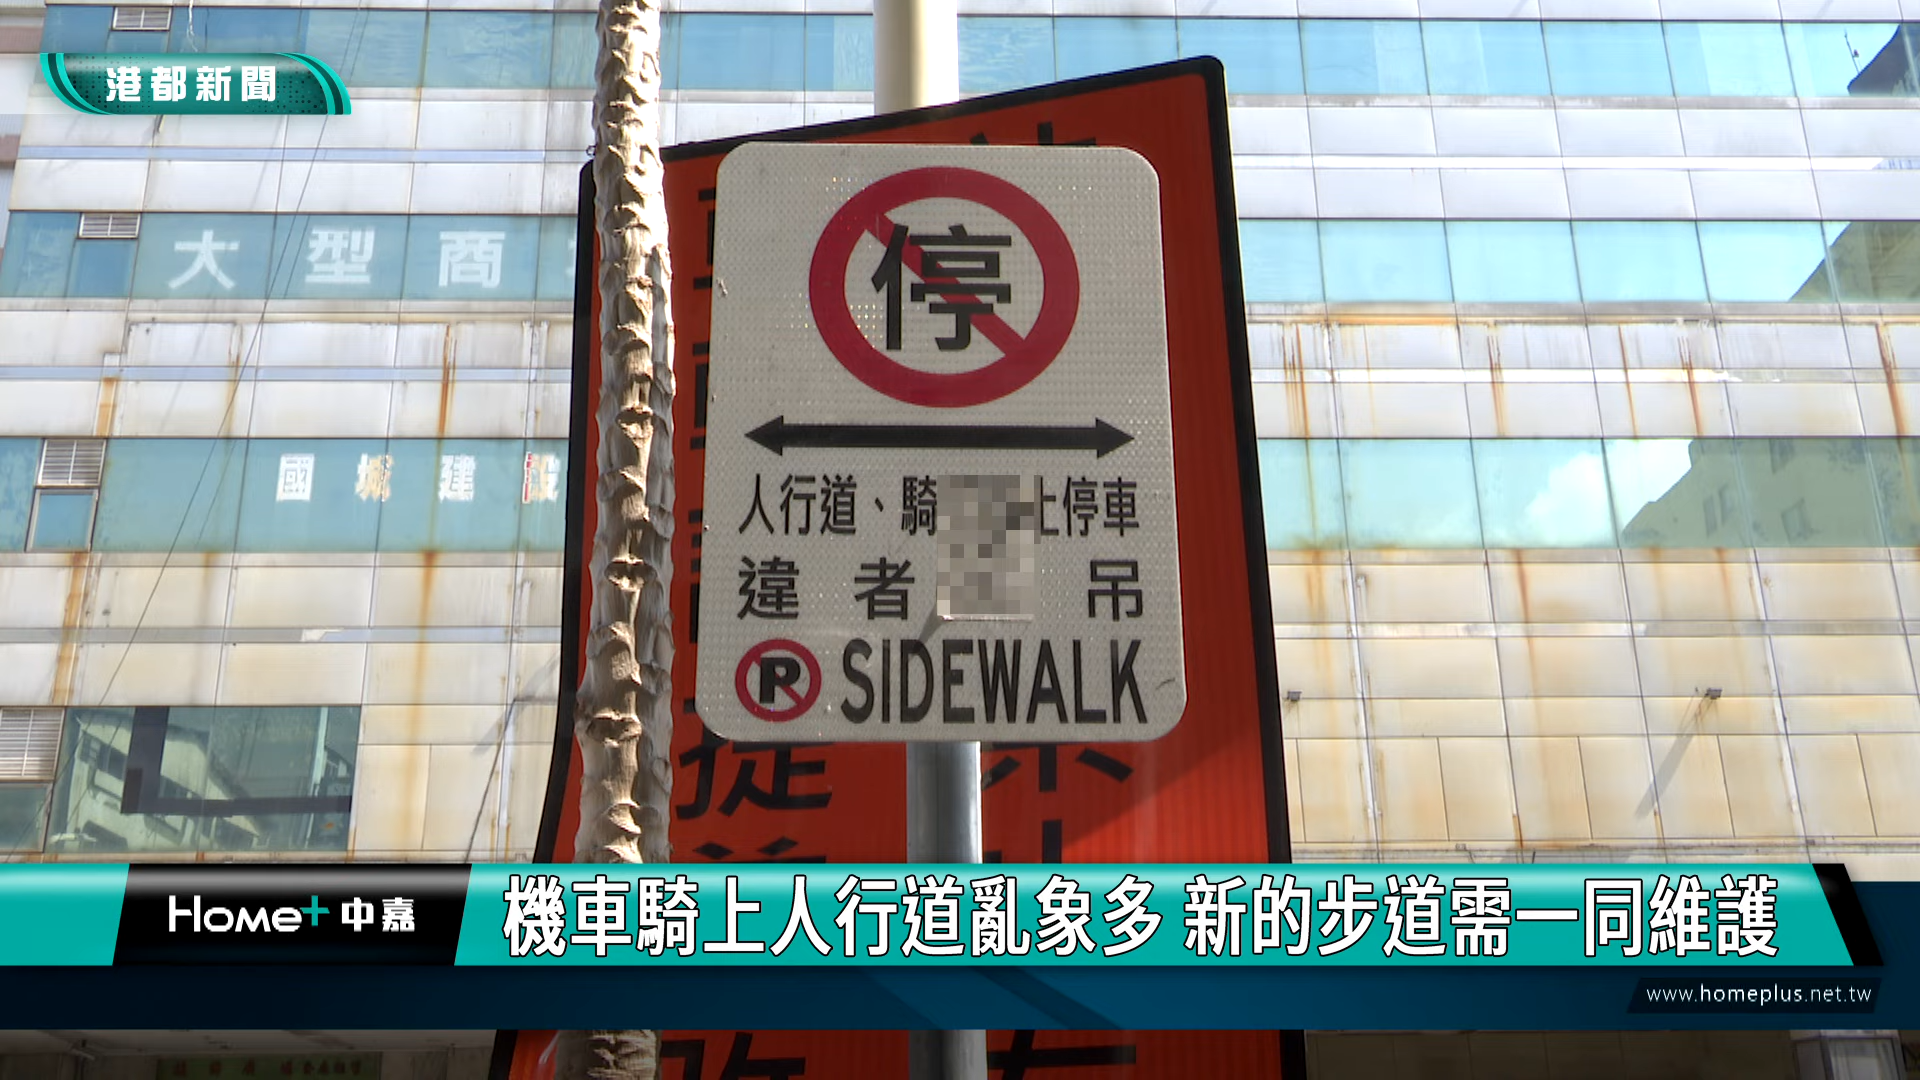 港都新聞
大型商
國城建設
停
人行道、騎 上停車
違者 吊
P SIDEWALK
Home+ 中嘉
機車騎上人行道亂象多 新的步道需一同維護
www.homeplus.net.tw